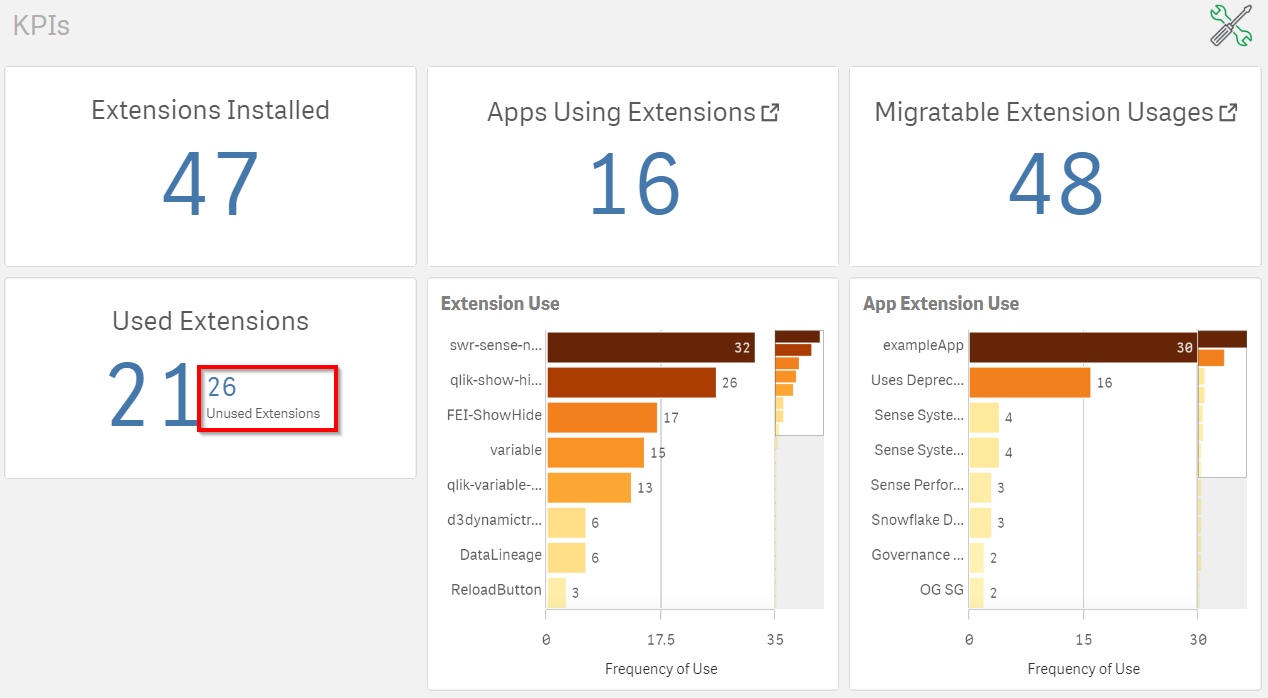 KPIs
Extensions Installed
47
Apps Using Extensions
16
Migratable Extension Usages
48
Used Extensions
21
26
Unused Extensions
Extension Use
swr-sense-n... 32
qlik-show-hi... 26
FEI-ShowHide 17
variable 15
qlik-variable-... 13
d3dynamictr... 6
DataLineage 6
ReloadButton 3
0 17.5 35
Frequency of Use
App Extension Use
exampleApp 30
Uses Deprec... 16
Sense Syste... 4
Sense Syste... 4
Sense Perfor... 3
Snowflake D... 3
Governance ... 2
OG SG 2
0 15 30
Frequency of Use